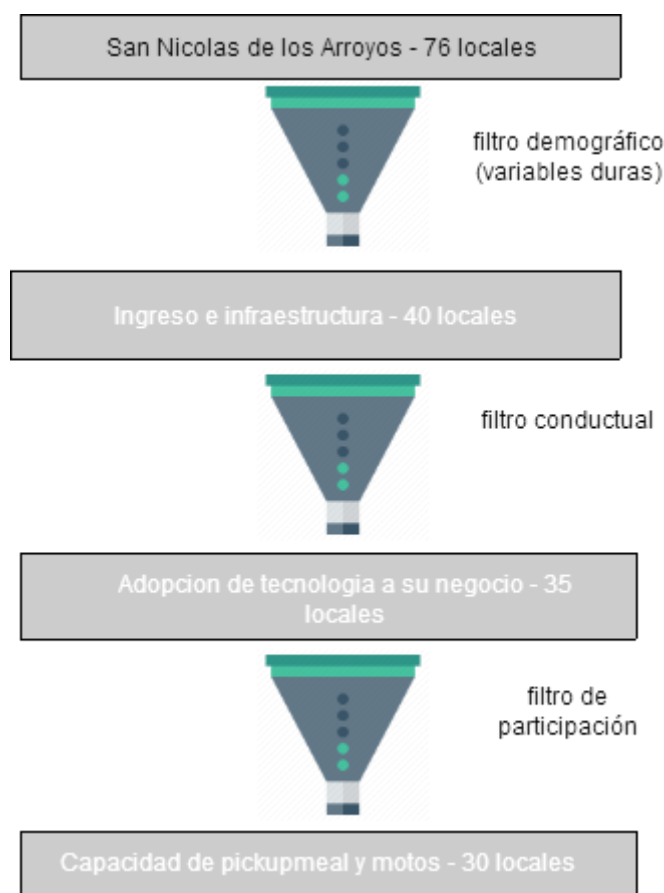 San Nicolas de los Arroyos - 76 locales
filtro demográfico
(variables duras)
Ingreso e infraestructura - 40 locales
filtro conductual
Adopcion de tecnologia a su negocio - 35
locales
filtro de
participación
Capacidad de pickupmeal y motos - 30 locales